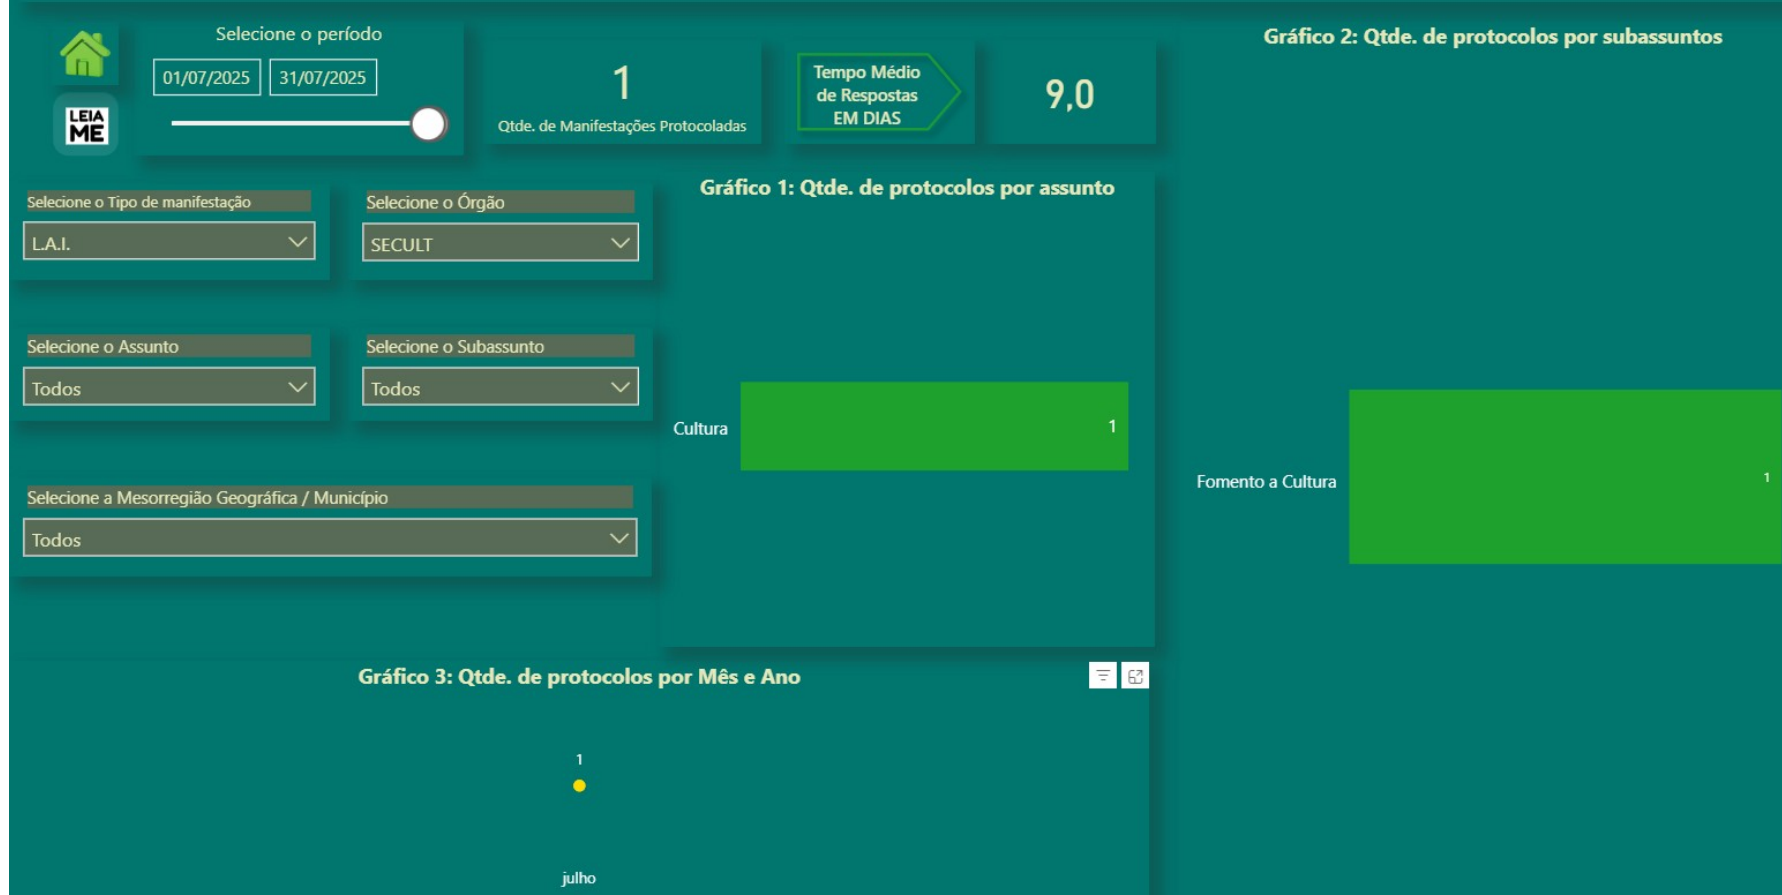 Selecione o período
01/07/2025
31/07/2025
LEIA
ME
1
Qtde. de Manifestações Protocoladas
Tempo Médio
de Respostas
EM DIAS
9,0
Gráfico 2: Qtde. de protocolos por subassuntos
Fomento a Cultura
1
Selecione o Tipo de manifestação
L.A.I.
Selecione o Órgão
SECULT
Selecione o Assunto
Todos
Selecione o Subassunto
Todos
Selecione a Mesorregião Geográfica / Município
Todos
Gráfico 1: Qtde. de protocolos por assunto
Cultura
1
Gráfico 3: Qtde. de protocolos por Mês e Ano
1
julho